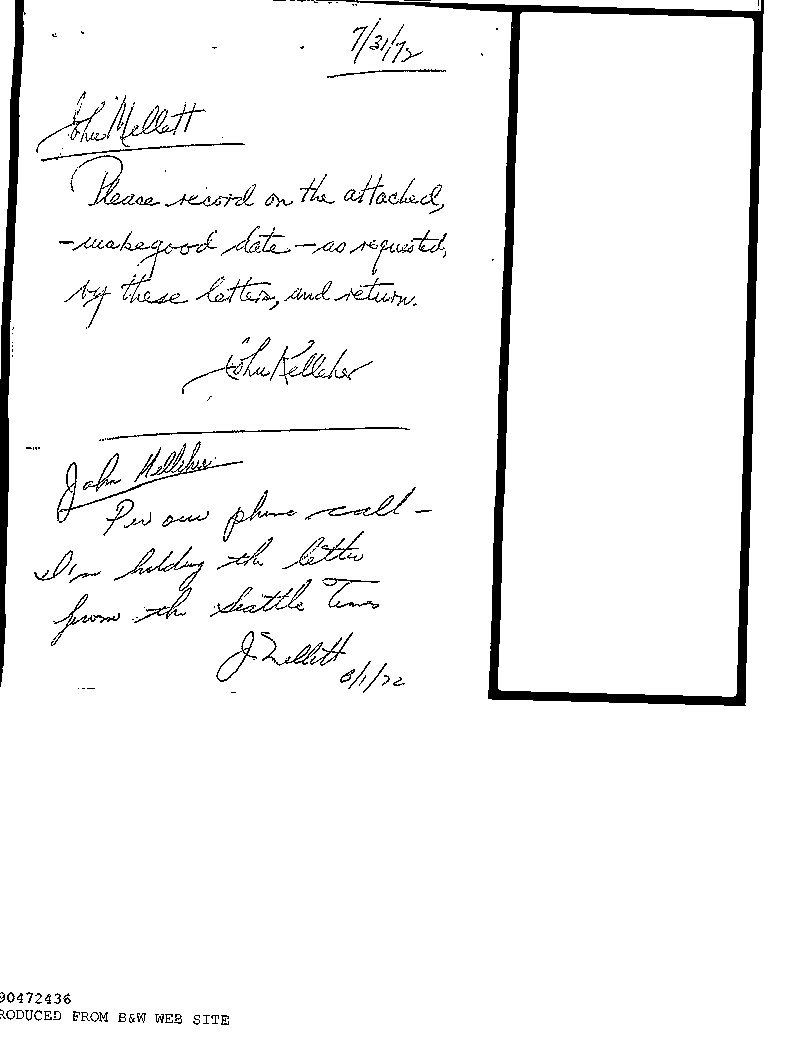 7/31/72
John Mellett
Please record on the attached,
-makegood date - as requested,
by these letters, and return.
John Kelleher
John Kelleher
Per our phone call -
I'm holding the letter
from the Seattle Times
J. Mellett
8/1/72
90472436
RODUCED FROM B&W WEB SITE